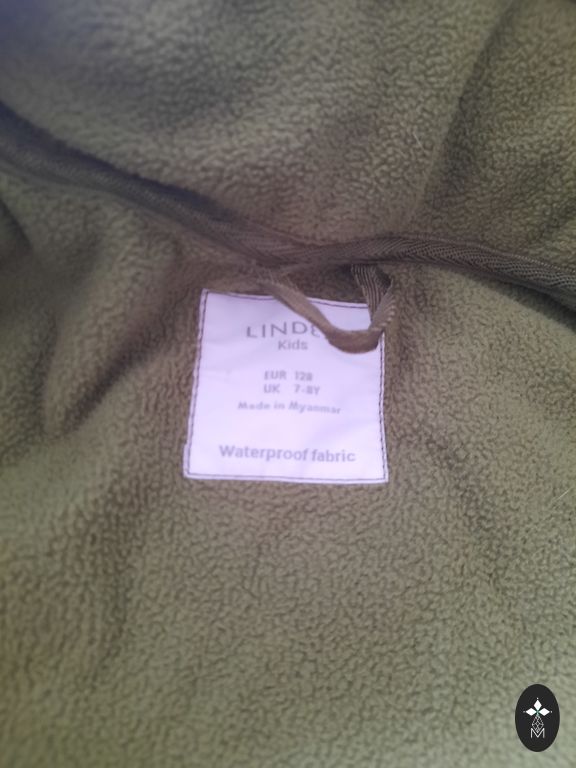 LINDE
Kids
EUR 128
UK 7-8Y
Made in Myanmar
Waterproof fabric
M